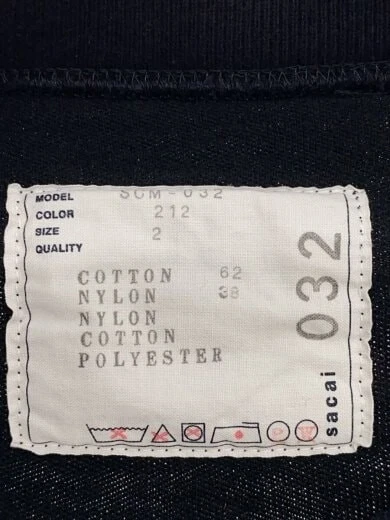 MODEL SCM-032
COLOR 212
SIZE 2
QUALITY
COTTON 62
NYLON 38
NYLON
COTTON
POLYESTER
032
sacai